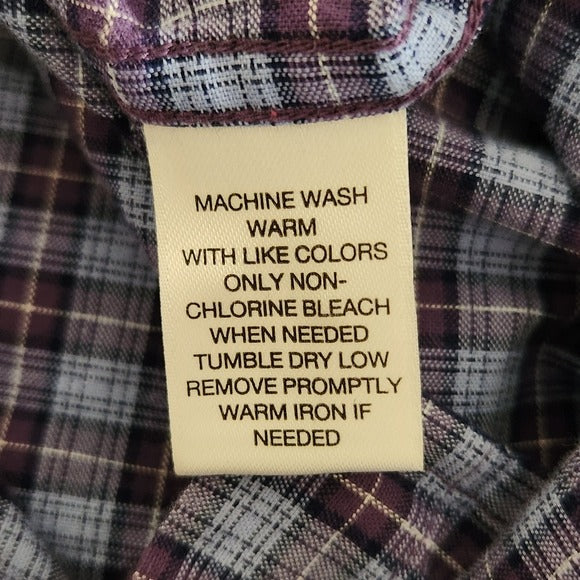 MACHINE WASH
WARM
WITH LIKE COLORS
ONLY NON-
CHLORINE BLEACH
WHEN NEEDED
TUMBLE DRY LOW
REMOVE PROMPTLY
WARM IRON IF
NEEDED